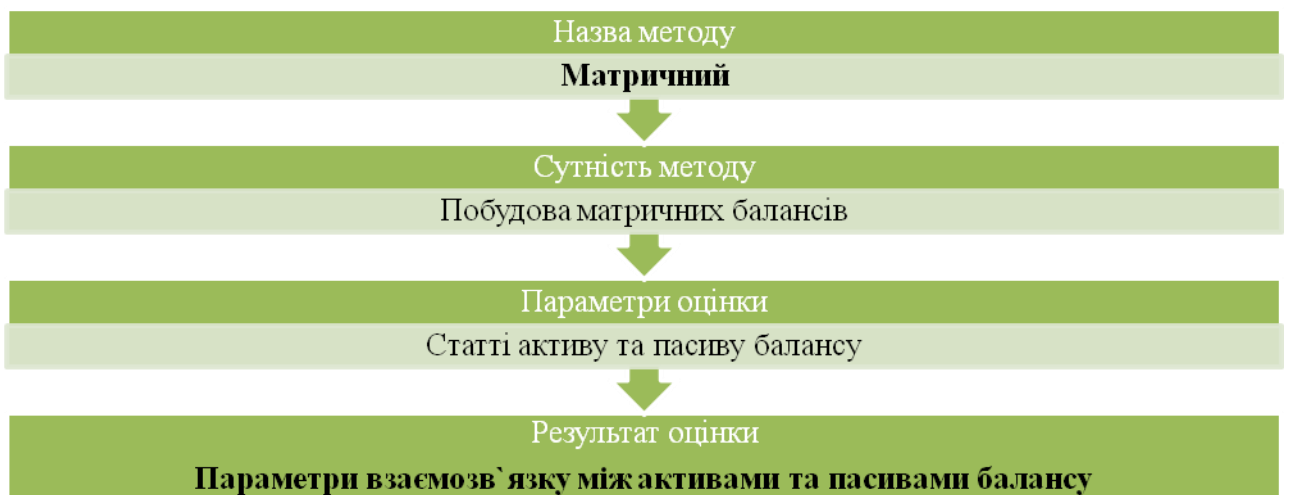 Назва методу
Матричний
Сутність методу
Побудова матричних балансів
Параметри оцінки
Статті активу та пасиву балансу
Результат оцінки
Параметри взаємозв`язку між активами та пасивами балансу